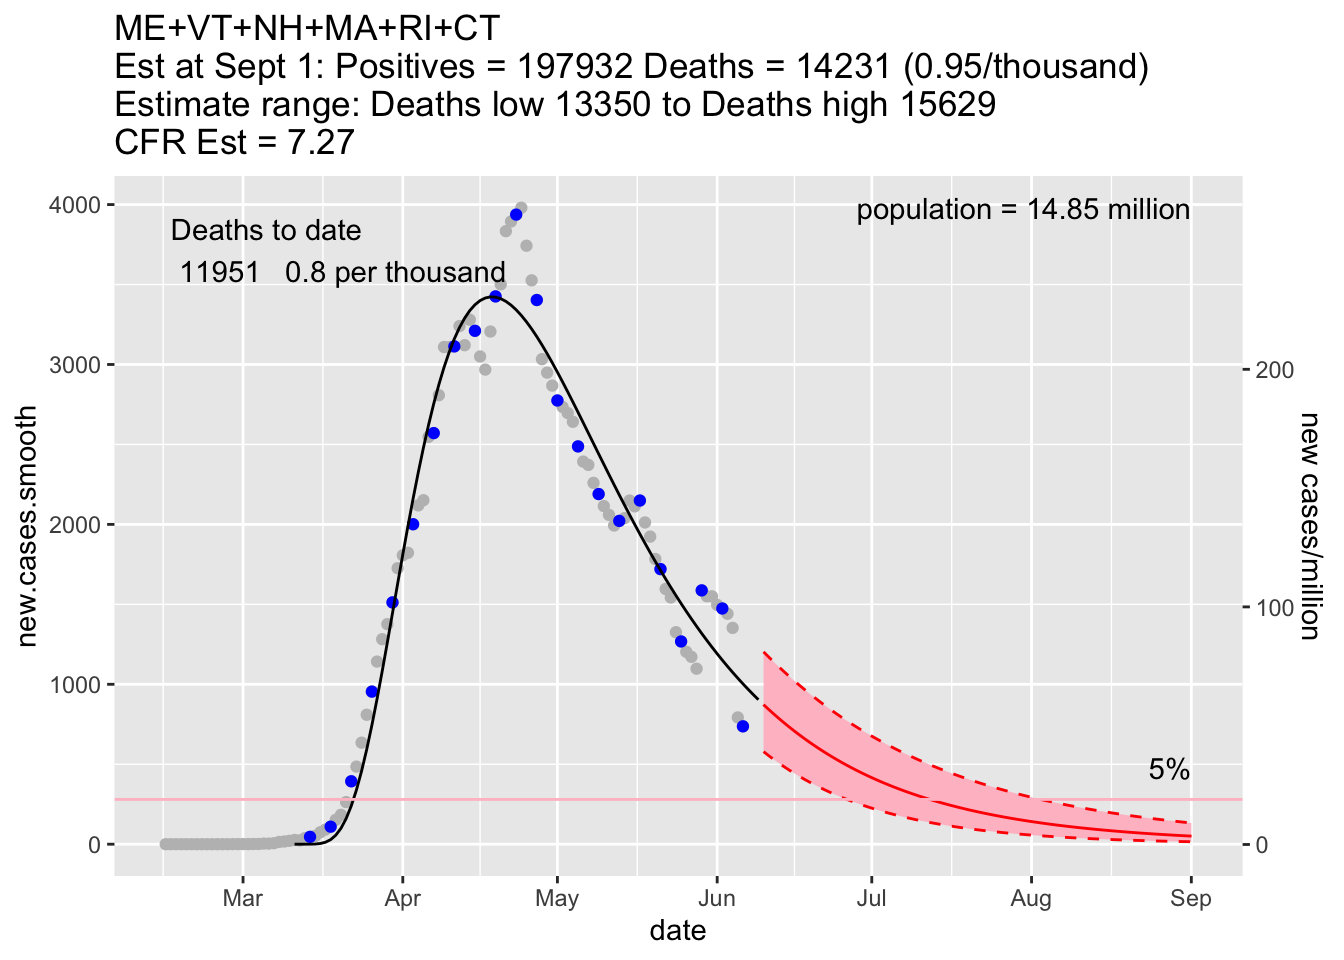 ME+VT+NH+MA+RI+CT
Est at Sept 1: Positives = 197932 Deaths = 14231 (0.95/thousand)
Estimate range: Deaths low 13350 to Deaths high 15629
CFR Est = 7.27
4000
3000
2000
1000
0
new.cases.smooth
Deaths to date
11951 0.8 per thousand
population = 14.85 million
5%
200
100
0
new cases/million
Mar Apr May Jun Jul Aug Sep
date